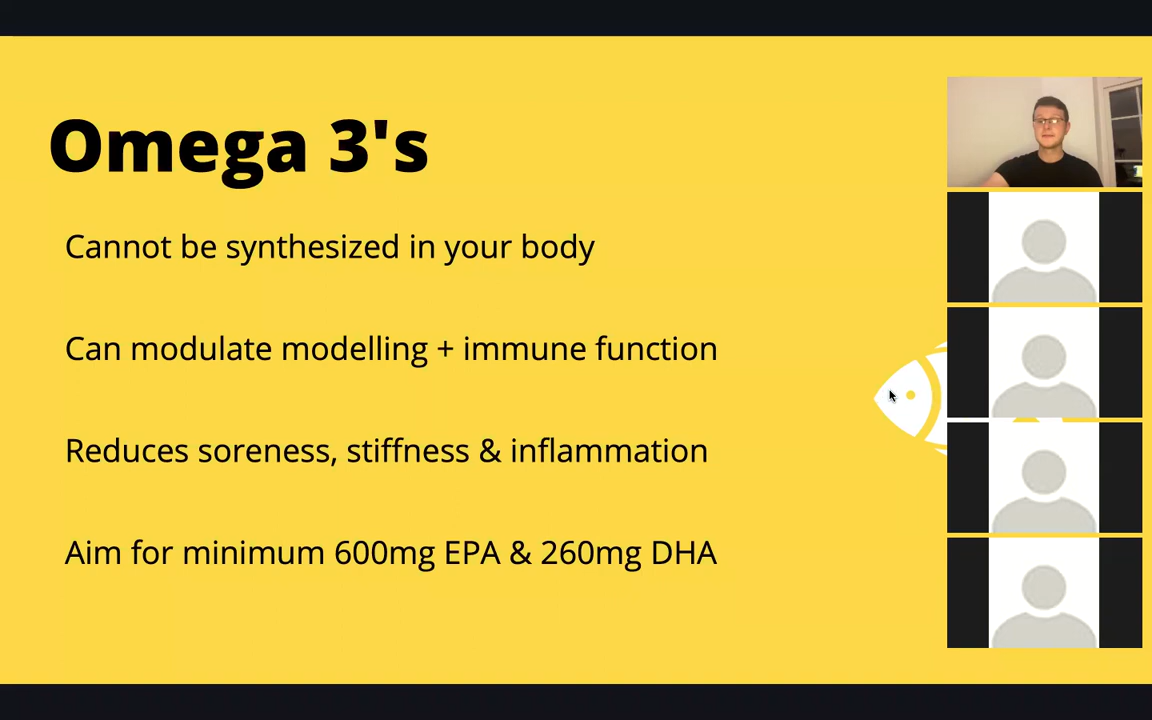 Omega 3's
Cannot be synthesized in your body
Can modulate modelling + immune function
Reduces soreness, stiffness & inflammation
Aim for minimum 600mg EPA & 260mg DHA